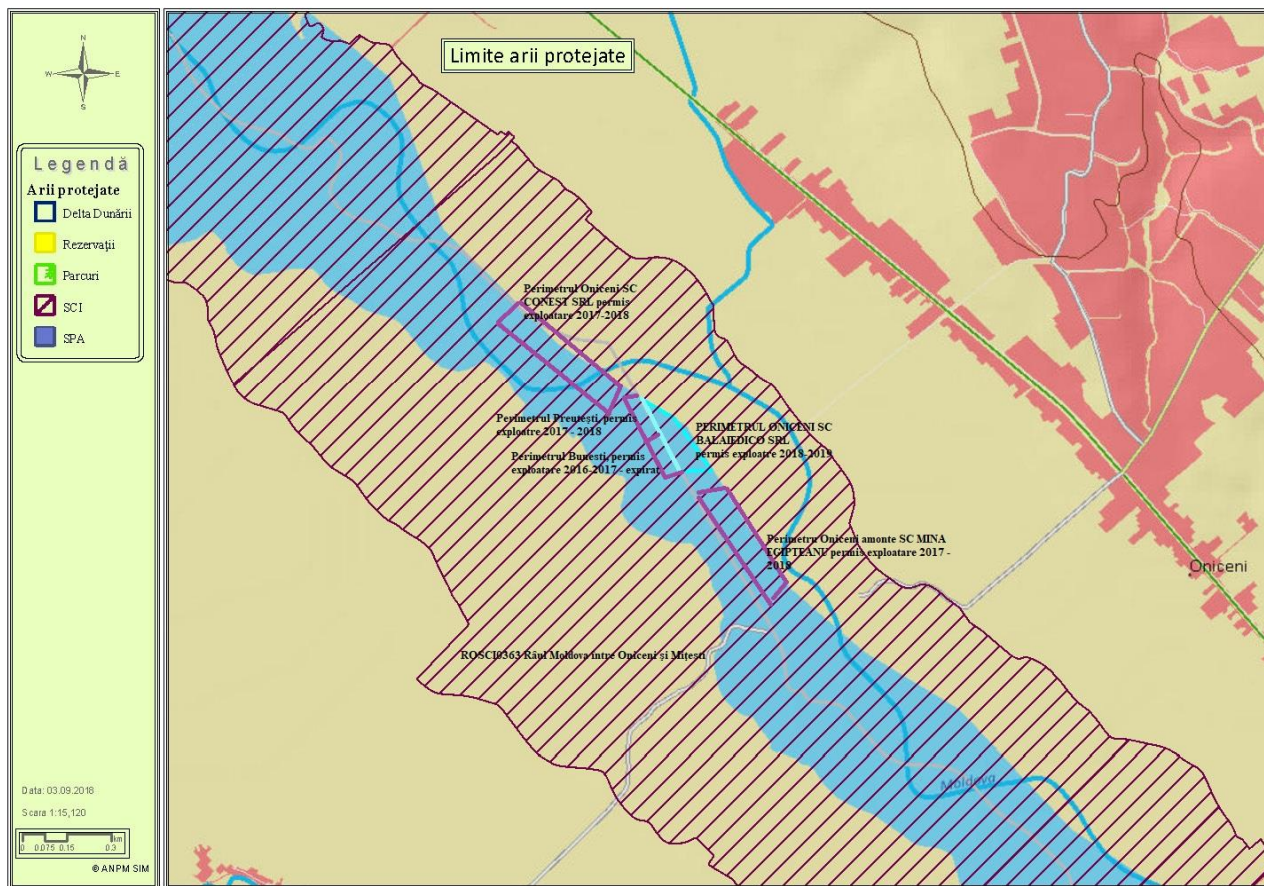 N
W
E
S
Legendă
Arii protejate
Delta Dunării
Rezervații
Parcuri
SCI
SPA
Data: 03.09.2018
Scara 1:15,120
km
0 0.075 0.15 0.3
© ANPM SIM
Limite arii protejate
Perimetrul Oniceni SC
CONEST SRL permis
exploatare 2017-2018
Perimetrul Preutești, permis
exploatre 2017 - 2018
Perimetrul Bunesti, permis
exploatare 2016-2017 - expirat
PERIMETRUL ONICENI SC
BALAIEDICO SRL
permis exploatre 2018-2019
Perimetru Oniceni amonte SC MINA
EGIPTEANU permis exploatare 2017 -
2018
Oniceni
ROSCI0363 Râul Moldova între Oniceni și Mițești
Moldova